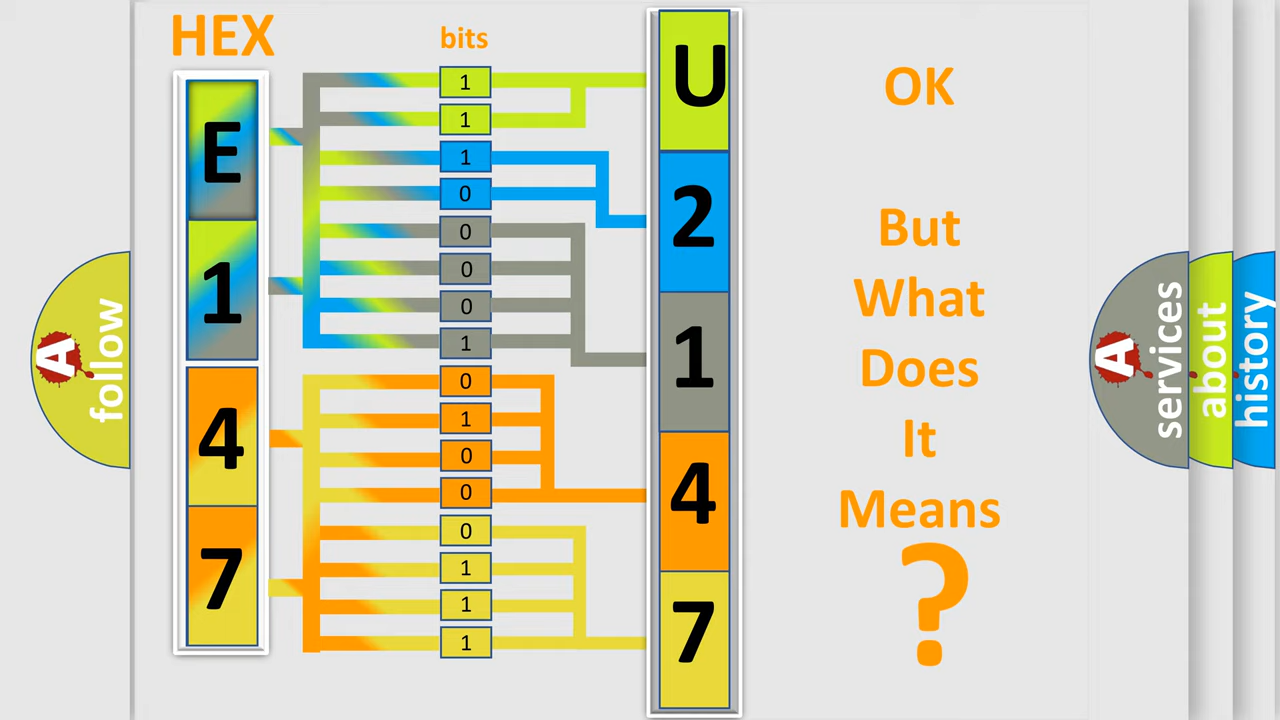 HEX
bits
E
1
4
7
1
1
1
0
0
0
0
1
0
1
0
0
0
1
1
1
U
2
1
4
7
OK
But
What
Does
It
Means
?
A
follow
A
services
about
history